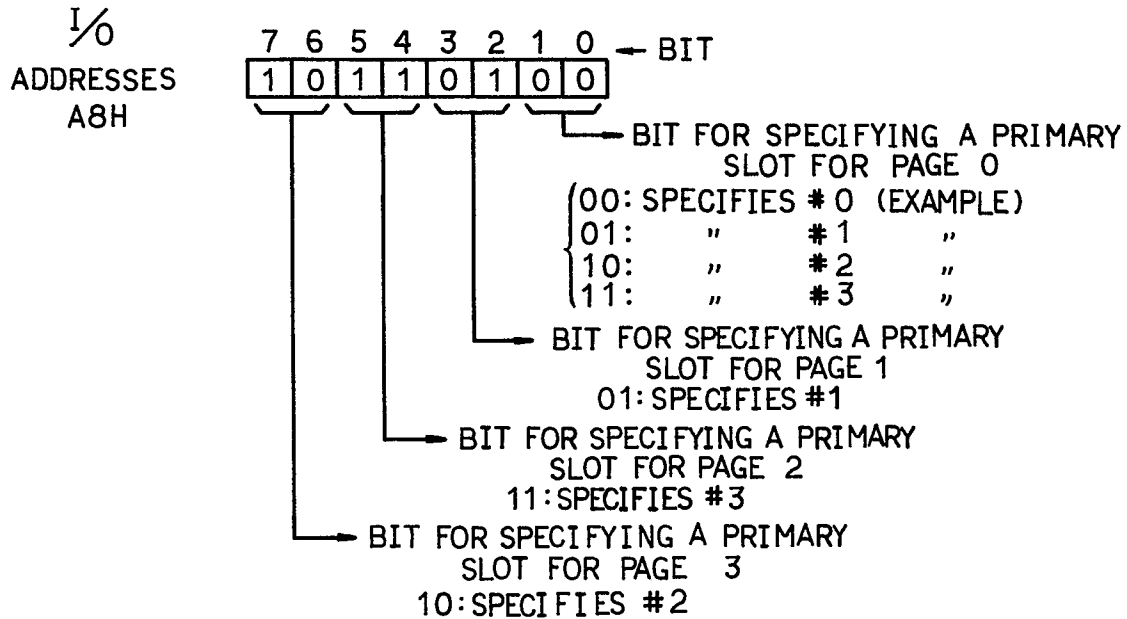 I/O
ADDRESSES
A8H
7 6 5 4 3 2 1 0 BIT
1 0 1 1 0 1 0 0
BIT FOR SPECIFYING A PRIMARY
SLOT FOR PAGE 0
00: SPECIFIES #0 (EXAMPLE)
01: " #1 "
10: " #2 "
11: " #3 "
BIT FOR SPECIFYING A PRIMARY
SLOT FOR PAGE 1
01: SPECIFIES #1
BIT FOR SPECIFYING A PRIMARY
SLOT FOR PAGE 2
11: SPECIFIES #3
BIT FOR SPECIFYING A PRIMARY
SLOT FOR PAGE 3
10: SPECIFIES #2